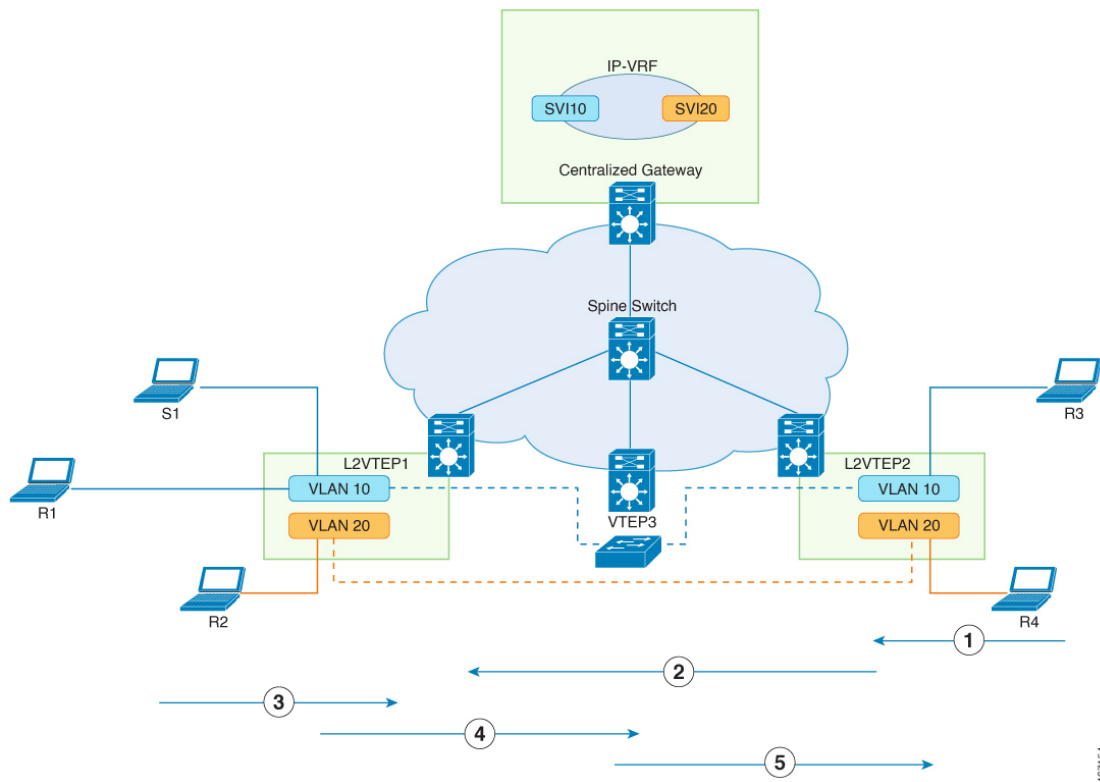 IP-VRF
SVI10
SVI20
Centralized Gateway
Spine Switch
S1
R3
L2VTEP1
L2VTEP2
R1
VLAN 10
VLAN 10
VTEP3
VLAN 20
VLAN 20
R2
R4
1
2
3
4
5